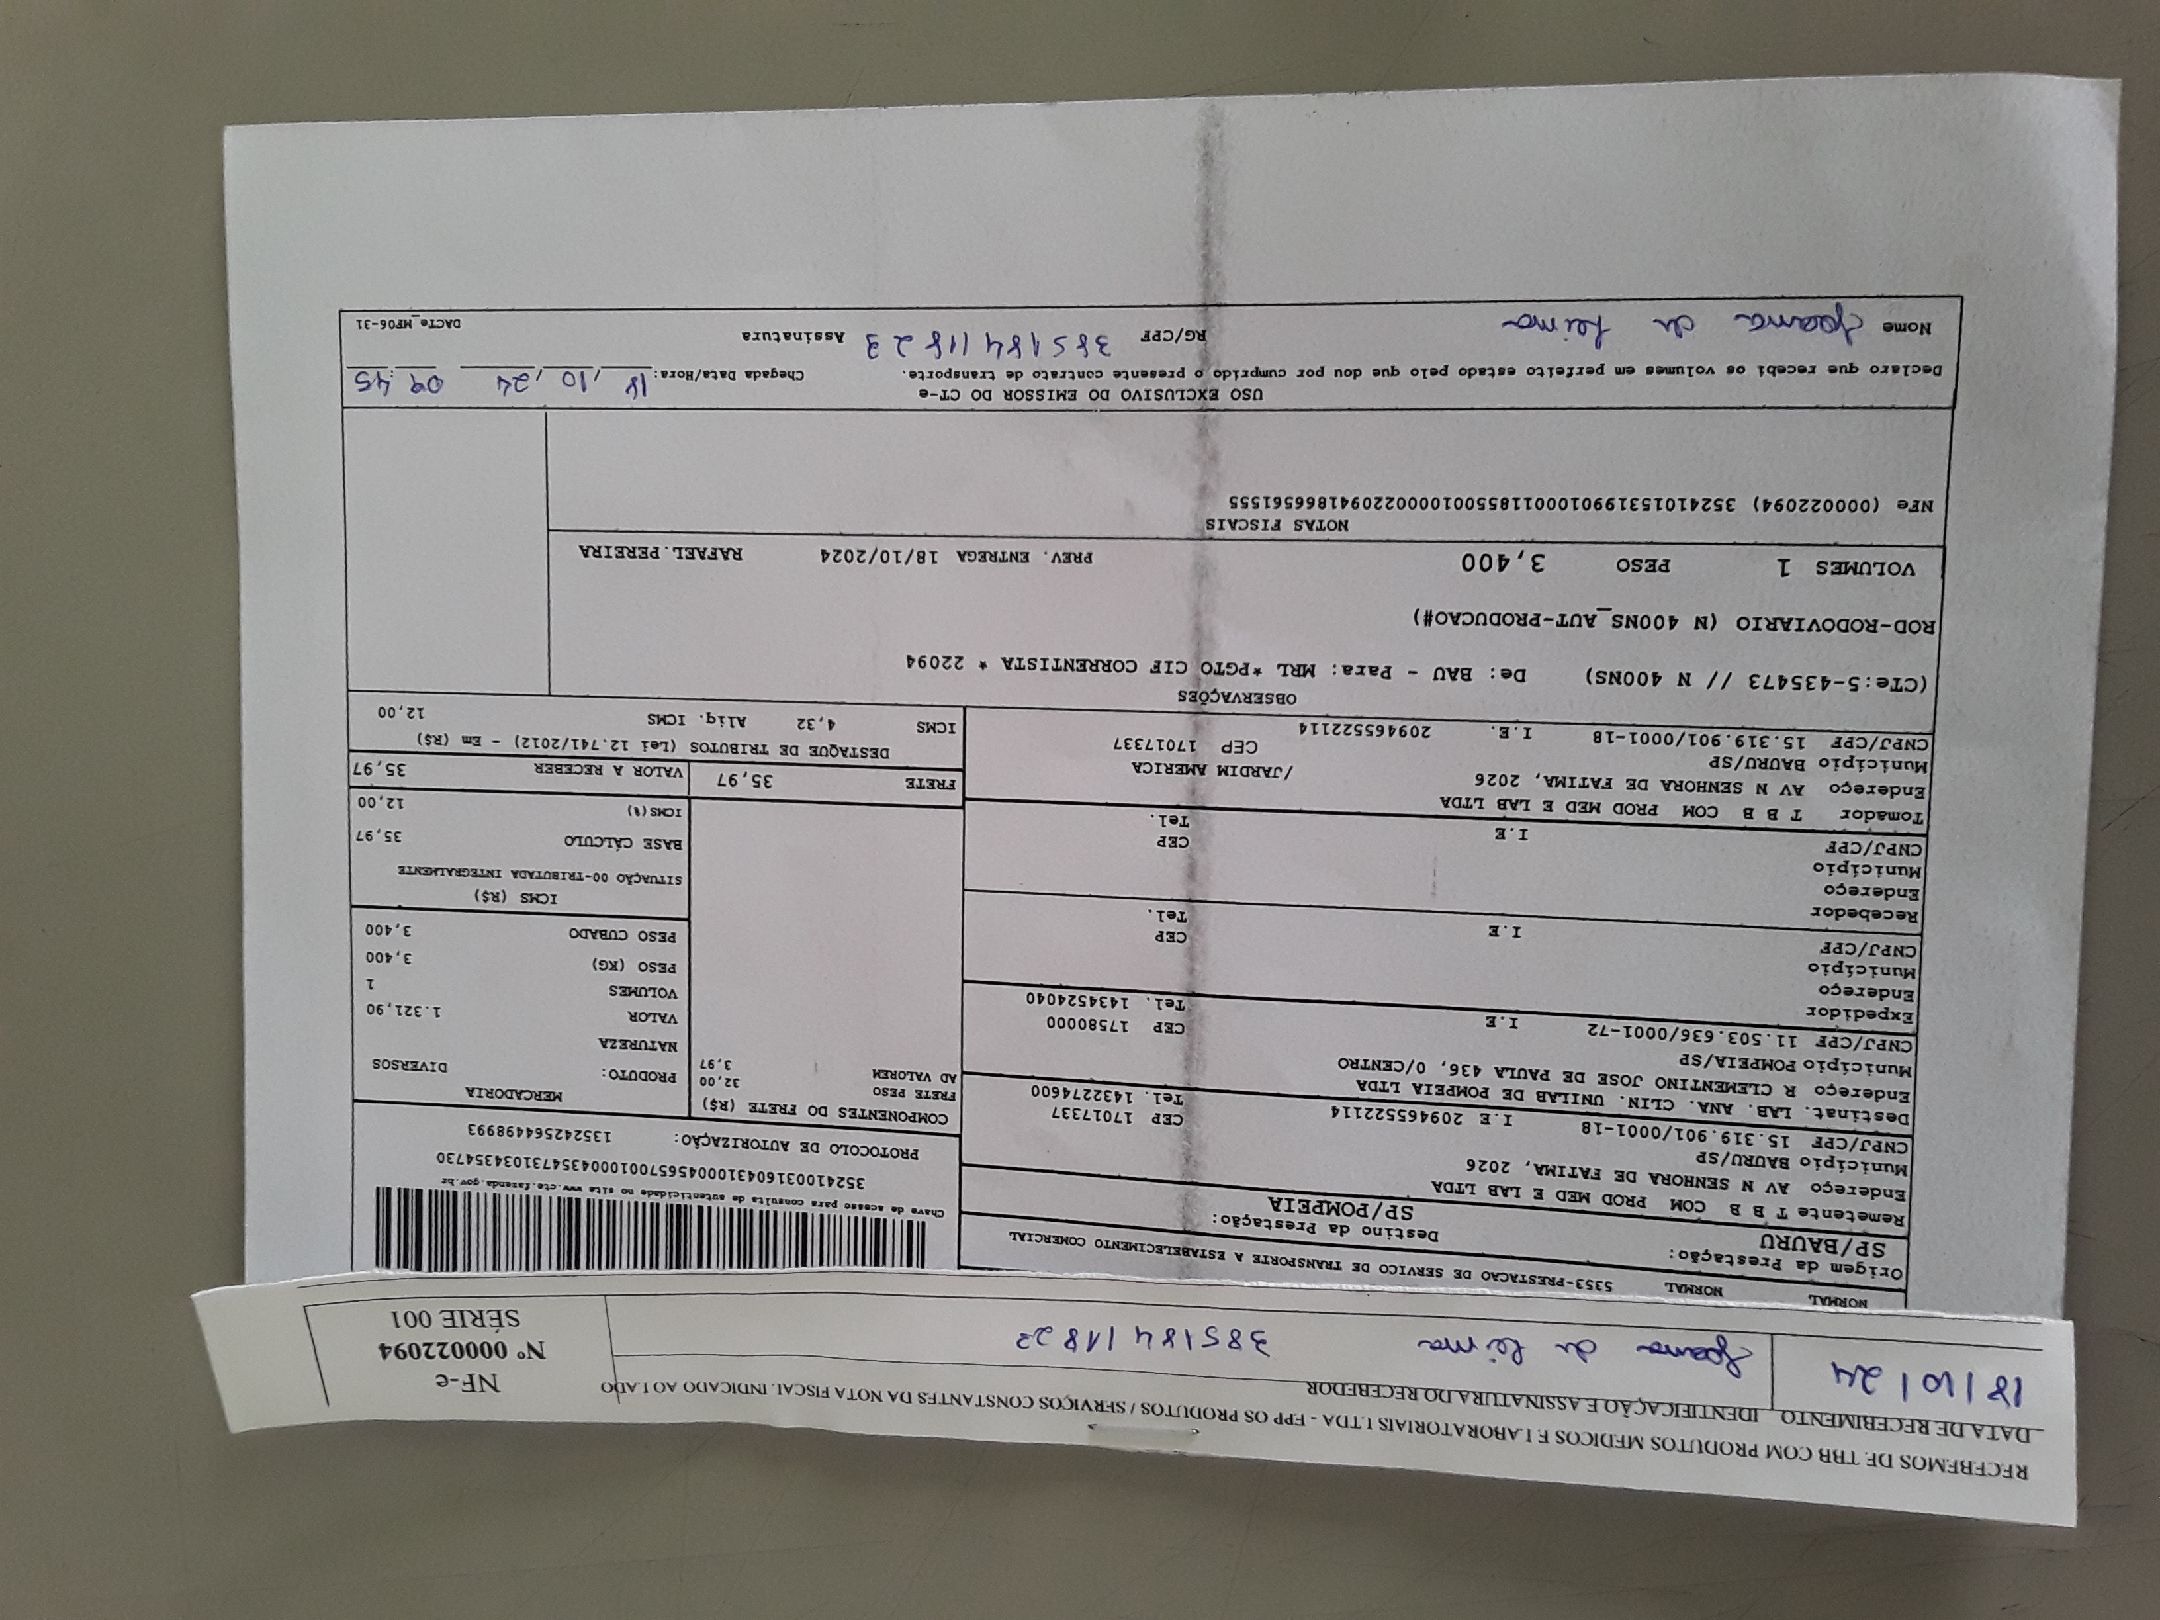 RECEBEMOS DE TBB COM PRODUTOS MEDICOS E LABORATORIAIS LTDA - EPP OS PRODUTOS / SERVIÇOS CONSTANTES DA NOTA FISCAL INDICADO AO LADO
DATA DE RECEBIMENTO IDENTIFICAÇÃO E ASSINATURA DO RECEBEDOR
18/10/24 de Lima 38518411823
NF-e
Nº 000022094
SÉRIE 001
NORMAL NORMAL 5353-PRESTACAO DE SERVICO DE TRANSPORTE A ESTABELECIMENTO COMERCIAL
Origem da Prestação: Destino da Prestação:
SP/BAURU SP/POMPEIA
Remetente T B B COM PROD MED E LAB LTDA
Endereço AV N SENHORA DE FATIMA, 2026
Município BAURU/SP CEP 17017337
CNPJ/CPF 15.319.901/0001-18 I.E 209465522114 Tel. 1432274600
Destinat. LAB. ANA. CLIN. UNILAB DE POMPEIA LTDA
Endereço R CLEMENTINO JOSE DE PAULA 436, 0/CENTRO
Município POMPEIA/SP CEP 17580000
CNPJ/CPF 11.503.636/0001-72 I.E Tel. 1434524040
Expedidor
Endereço
Município CEP
CNPJ/CPF I.E Tel.
Recebedor
Endereço
Município CEP
CNPJ/CPF I.E Tel.
Tomador T B B COM PROD MED E LAB LTDA
Endereço AV N SENHORA DE FATIMA, 2026 /JARDIM AMERICA
Município BAURU/SP CEP 17017337
CNPJ/CPF 15.319.901/0001-18 I.E. 209465522114
Chave de acesso para consulta de autenticidade no site www.cte.fazenda.gov.br
PROTOCOLO DE AUTORIZAÇÃO: 135242564498993
COMPONENTES DO FRETE (R$)
FRETE PESO 32,00
AD VALOREM 3,97
MERCADORIA
PRODUTO: DIVERSOS
NATUREZA
VALOR 1.321,90
VOLUMES 1
PESO (KG) 3,400
PESO CUBADO 3,400
ICMS (R$)
SITUAÇÃO 00-TRIBUTADA INTEGRALMENTE
BASE CÁLCULO 35,97
ICMS(%) 12,00
FRETE 35,97 VALOR A RECEBER 35,97
DESTAQUE DE TRIBUTOS (Lei 12.741/2012) - Em (R$)
ICMS 4,32 Aliq. ICMS 12,00
OBSERVAÇÕES
(CTe:5-435473 // N 400NS) De: BAU - Para: MRL *PGTO CIF CORRENTISTA * 22094
ROD-RODOVIARIO (N 400NS_AUT-PRODUCAO#)
VOLUMES 1 PESO 3,400 PREV. ENTREGA 18/10/2024 RAFAEL.PEREIRA
NOTAS FISCAIS
NFe (000022094) 35241015319901000118550010000220941866561555
USO EXCLUSIVO DO EMISSOR DO CT-e
Declaro que recebi os volumes em perfeito estado pelo que dou por cumprido o presente contrato de transporte. Chegada Data/Hora: 18/10/24 09:45
Nome de Lima RG/CPF 38518411823 Assinatura
DACTe_MF06-31